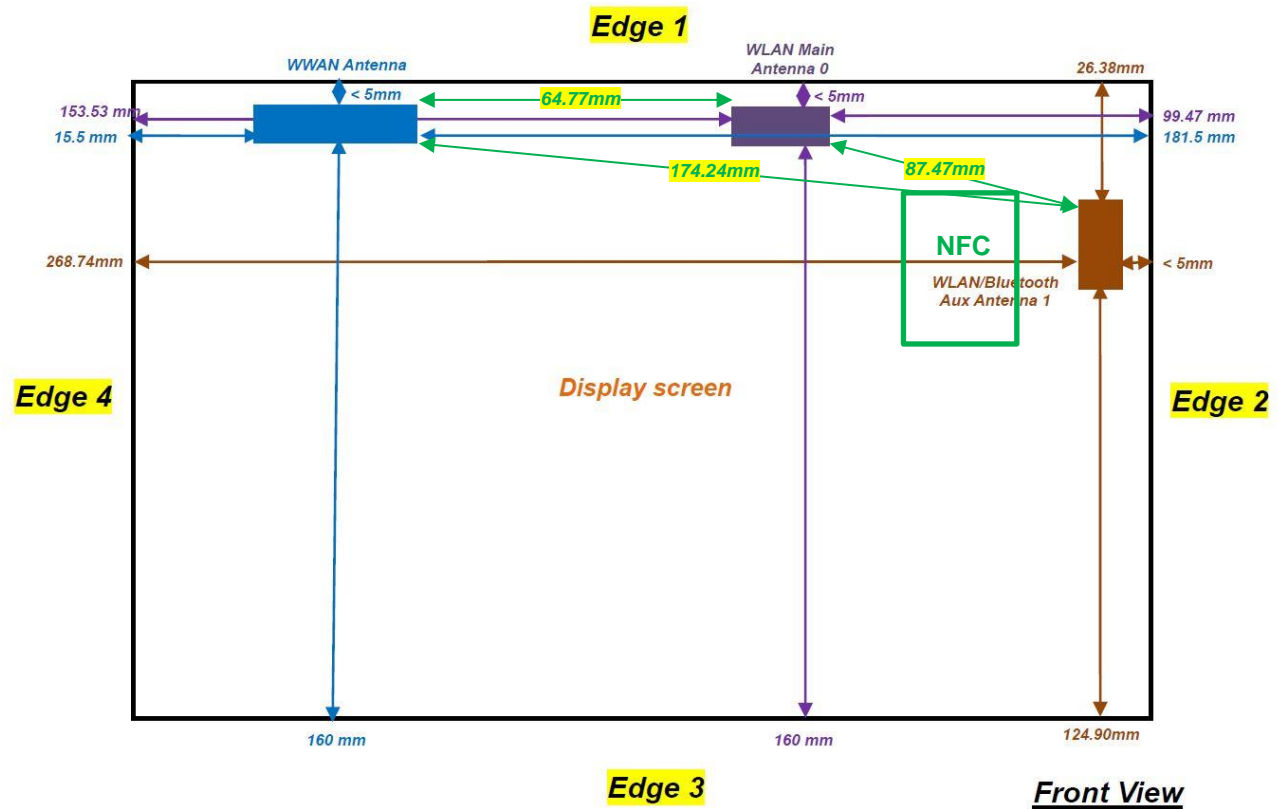 Edge 1
WWAN Antenna
WLAN Main
Antenna 0
26.38mm
< 5mm
64.77mm
< 5mm
153.53 mm
99.47 mm
15.5 mm
181.5 mm
174.24mm
87.47mm
NFC
268.74mm
< 5mm
WLAN/Bluetooth
Aux Antenna 1
Edge 4
Display screen
Edge 2
160 mm
160 mm
124.90mm
Edge 3
Front View